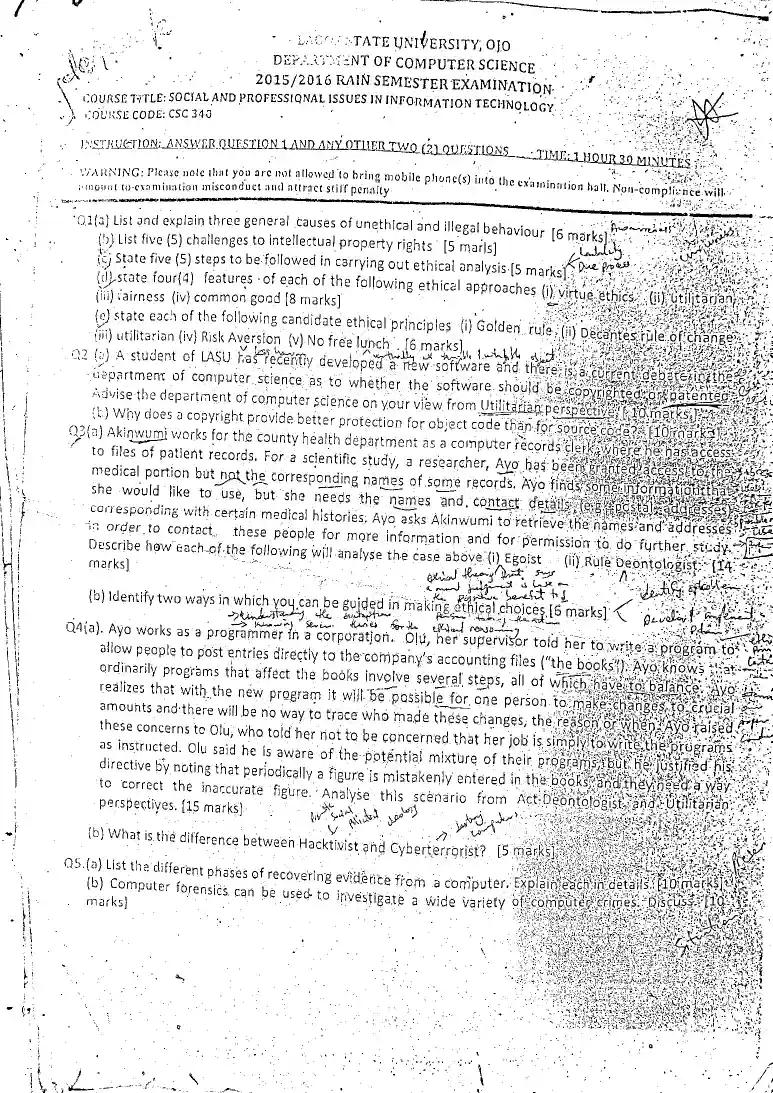 STATE UNIVERSITY, OJO
DEPARTMENT OF COMPUTER SCIENCE
2015/2016 RAIN SEMESTER EXAMINATION
COURSE TITLE: SOCIAL AND PROFESSIONAL ISSUES IN INFORMATION TECHNOLOGY
COURSE CODE: CSC 340
INSTRUCTION: ANSWER QUESTION 1 AND ANY OTHER TWO (2) QUESTIONS TIME: 1 HOUR 30 MINUTES
WARNING: Please note that you are not allowed to bring mobile phone(s) into the examination hall. Non-compliance will
amount to examination misconduct and attract stiff penalty
Q1(a) List and explain three general causes of unethical and illegal behaviour [6 marks]
(b) List five (5) challenges to intellectual property rights [5 marls]
(c) State five (5) steps to be followed in carrying out ethical analysis [5 marks]
Due process
(d) state four(4) features of each of the following ethical approaches (i) virtue ethics (ii) utilitarian
(iii) fairness (iv) common good [8 marks]
(e) state each of the following candidate ethical principles (i) Golden rule (ii) Decantes rule of change
(iii) utilitarian (iv) Risk Aversion (v) No free lunch [6 marks]
Q2 (a) A student of LASU has recently developed a new software and there is a current debate in the
department of computer science as to whether the software should be copyrighted or patented
Advise the department of computer science on your view from Utilitarian perspective [10 marks]
(b) Why does a copyright provide better protection for object code than for source code? [10 marks]
Q3(a) Akinwumi works for the county health department as a computer records clerk, where he has access
to files of patient records. For a scientific study, a researcher, Ayo has been granted access to the
medical portion but not the corresponding names of some records. Ayo finds some information that
she would like to use, but she needs the names and contact details (e.g postal addresses)
corresponding with certain medical histories. Ayo asks Akinwumi to retrieve the names and addresses
in order to contact these people for more information and for permission to do further study.
Describe how each of the following will analyse the case above (i) Egoist (ii) Rule Deontologist [14
marks]
ethical theory that says
a moral judgment is base on
the positive benefit to
(b) Identify two ways in which you can be guided in making ethical choices [6 marks]
Q4(a). Ayo works as a programmer in a corporation. Olu, her supervisor told her to write a program to
allow people to post entries directly to the company's accounting files ("the books"). Ayo knows that
ordinarily programs that affect the books involve several steps, all of which have to balance. Ayo
realizes that with the new program it will be possible for one person to make changes to crucial
amounts and there will be no way to trace who made these changes, the reason or when. Ayo raised
these concerns to Olu, who told her not to be concerned that her job is simply to write the programs
as instructed. Olu said he is aware of the potential mixture of their programs, but he justified his
directive by noting that periodically a figure is mistakenly entered in the books, and they need a way
to correct the inaccurate figure. Analyse this scenario from Act-Deontologist and Utilitarian
perspectives. [15 marks]
(b) What is the difference between Hacktivist and Cyberterrorist? [5 marks]
Q5.(a) List the different phases of recovering evidence from a computer. Explain each in details. [10 marks]
(b) Computer forensics can be used to investigate a wide variety of computer crimes. Discuss. [10
marks]